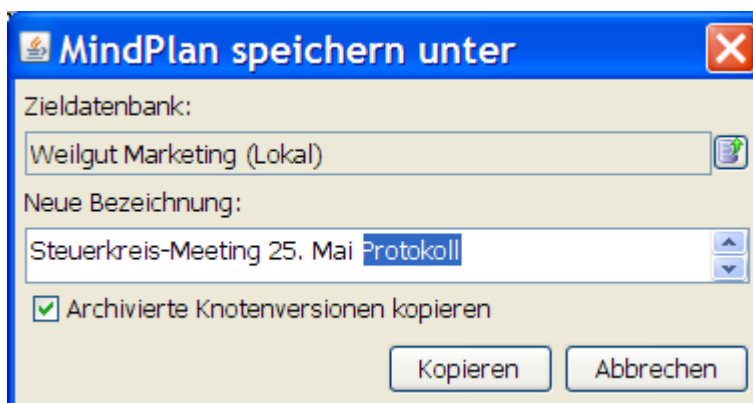 MindPlan speichern unter
Zieldatenbank:
Weilgut Marketing (Lokal)
Neue Bezeichnung:
Steuerkreis-Meeting 25. Mai Protokoll
Archivierte Knotenversionen kopieren
Kopieren Abbrechen